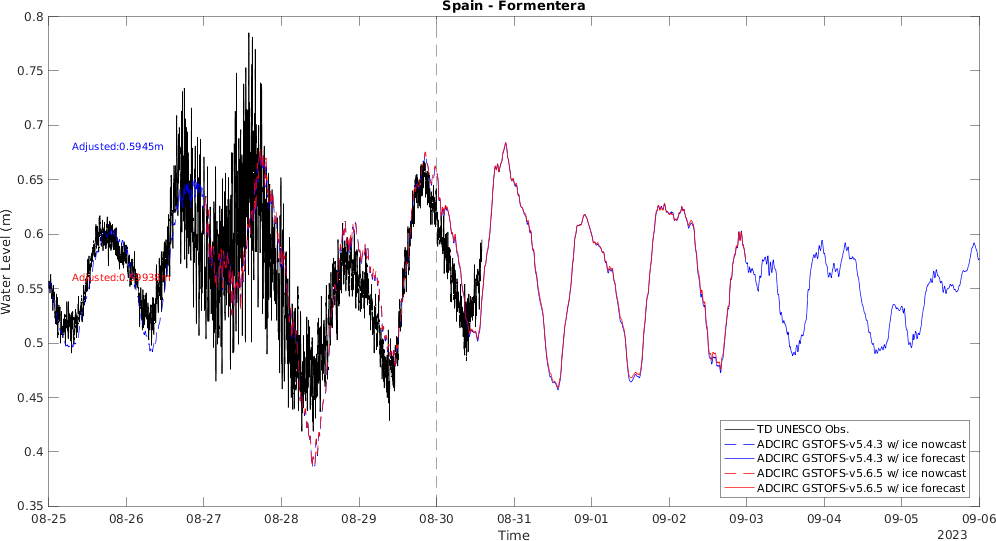 Spain - Formentera
0.8
0.75
0.7
0.65
0.6
0.55
0.5
0.45
0.4
0.35
Water Level (m)
Adjusted:0.5945m
TD UNESCO Obs.
ADCIRC GSTOFS-v5.4.3 w/ ice nowcast
ADCIRC GSTOFS-v5.4.3 w/ ice forecast
ADCIRC GSTOFS-v5.6.5 w/ ice nowcast
ADCIRC GSTOFS-v5.6.5 w/ ice forecast
08-25 08-26 08-27 08-28 08-29 08-30 08-31 09-01 09-02 09-03 09-04 09-05 09-06
Time
2023